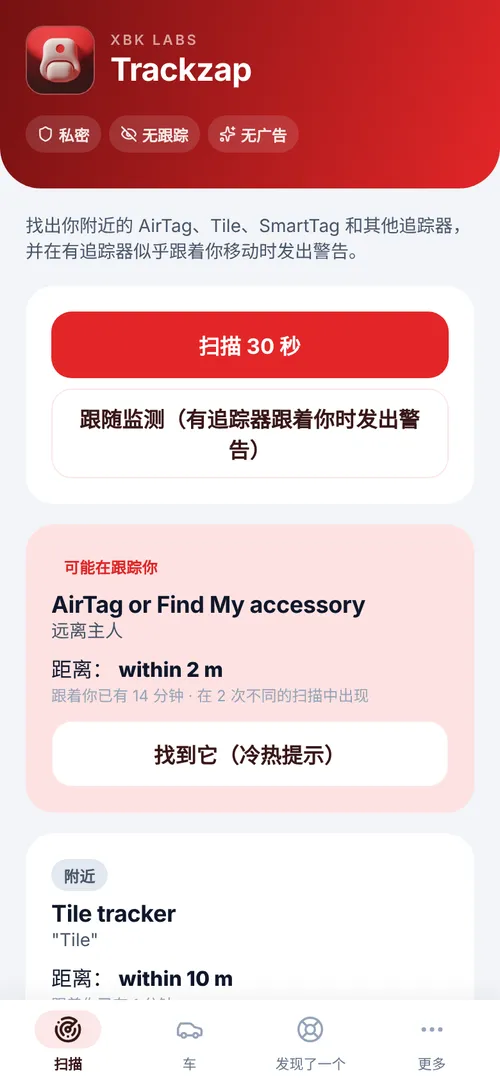 XBK LABS
Trackzap
私密
无跟踪
无广告
找出你附近的 AirTag、Tile、SmartTag 和其他追踪器，
并在有追踪器似乎跟着你移动时发出警告。
扫描 30 秒
跟随监测（有追踪器跟着你时发出警
告）
可能在跟踪你
AirTag or Find My accessory
远离主人
距离： within 2 m
跟着你已有 14 分钟 · 在 2 次不同的扫描中出现
找到它（冷热提示）
附近
Tile tracker
"Tile"
距离： within 10 m
扫描
车
发现了一个
更多